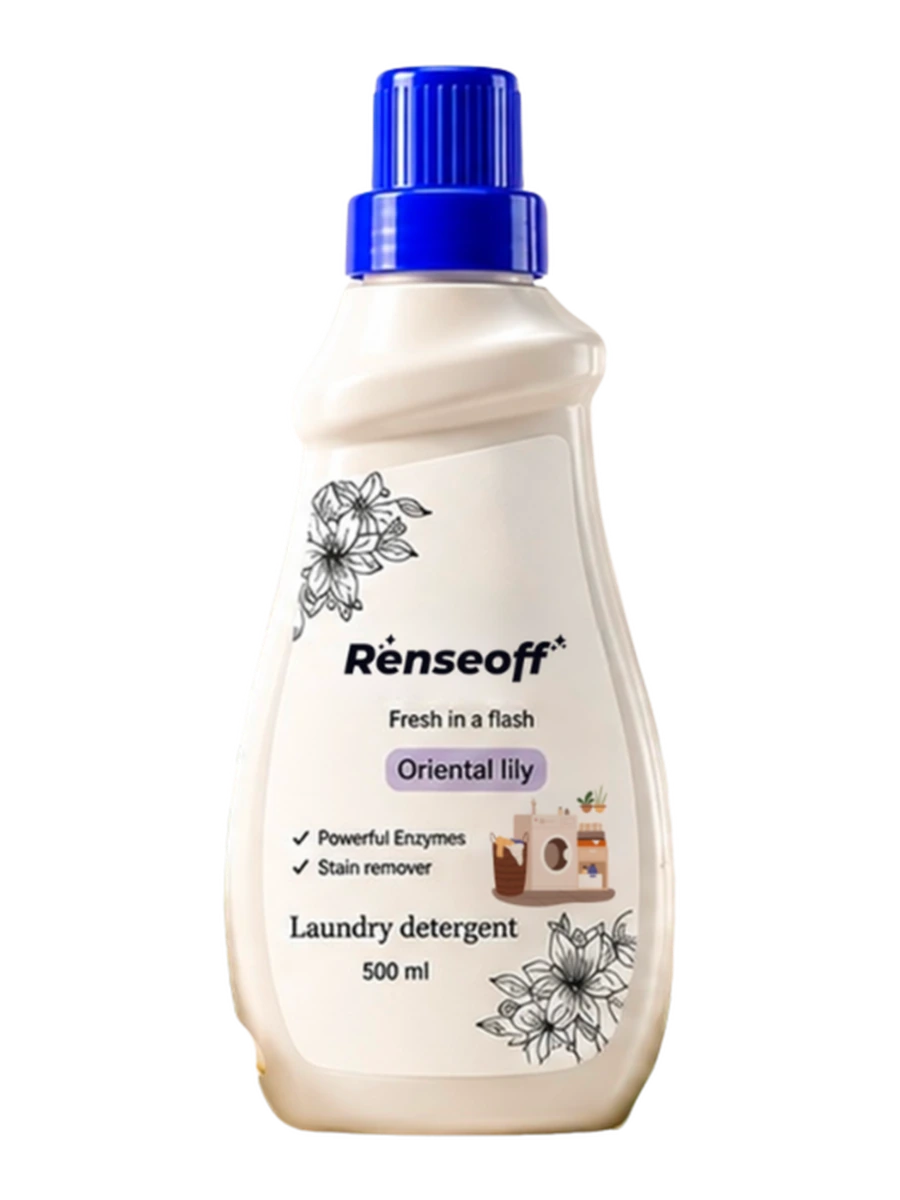 Renseoff
Fresh in a flash
Oriental lily
✓ Powerful Enzymes
✓ Stain remover
Laundry detergent
500 ml